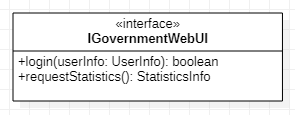 «interface»
IGovernmentWebUI
+login(userInfo: UserInfo): boolean
+requestStatistics(): StatisticsInfo